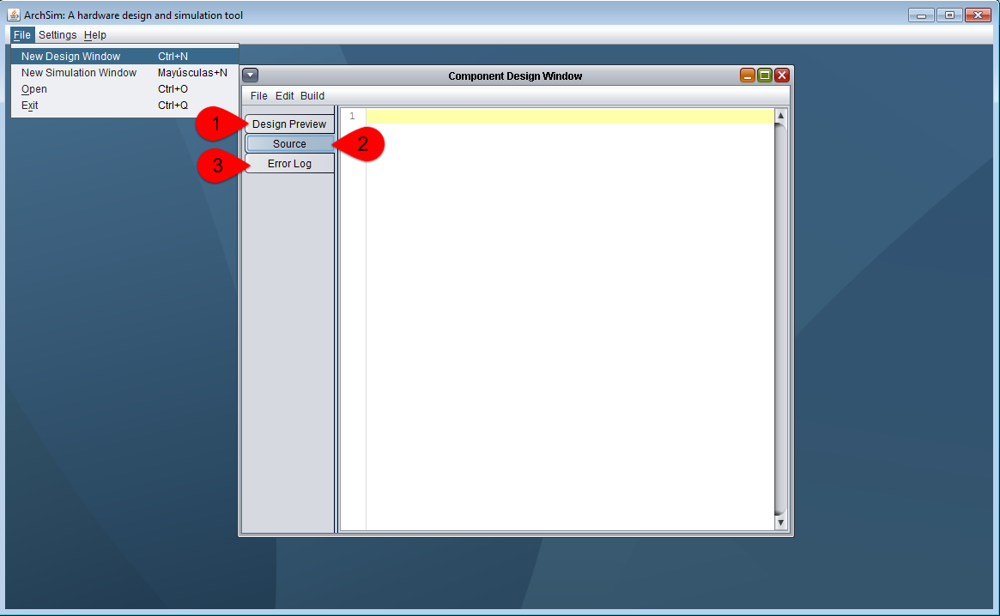 ArchSim: A hardware design and simulation tool
File Settings Help
New Design Window Ctrl+N
New Simulation Window Mayúsculas+N
Open Ctrl+O
Exit Ctrl+Q
Component Design Window
File Edit Build
1 Design Preview
Source 2
3 Error Log
1